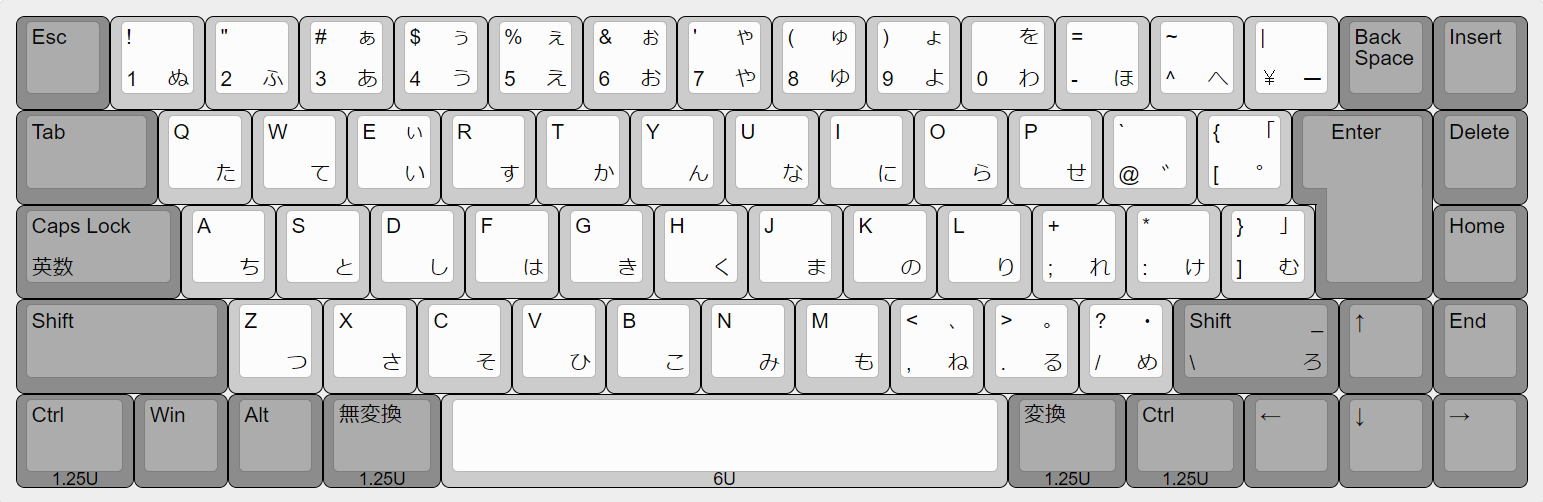 Esc ! 1 ぬ " 2 ふ # ぁ 3 あ $ ぅ 4 う % ぇ 5 え & ぉ 6 お ' ゃ 7 や ( ゅ 8 ゆ ) ょ 9 よ を 0 わ = - ほ ~ ^ へ | ¥ ー Back Space Insert
Tab Q た W て E ぃ い R す T か Y ん U な I に O ら P せ ` @ ゛ { 「 [ ゜ Enter Delete
Caps Lock 英数 A ち S と D し F は G き H く J ま K の L り + ; れ * : け } 」 ] む Home
Shift Z つ X さ C そ V ひ B こ N み M も < 、 , ね > 。 . る ? ・ / め Shift _ \ ろ ↑ End
Ctrl Win Alt 無変換 変換 Ctrl ← ↓ →
1.25U 1.25U 6U 1.25U 1.25U